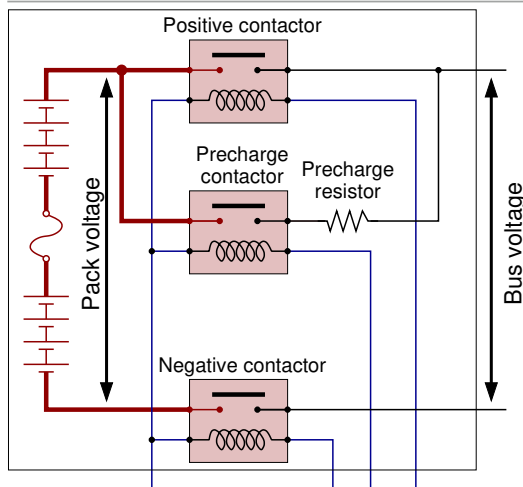 Positive contactor
Precharge
contactor
Precharge
resistor
Pack voltage
Bus voltage
Negative contactor